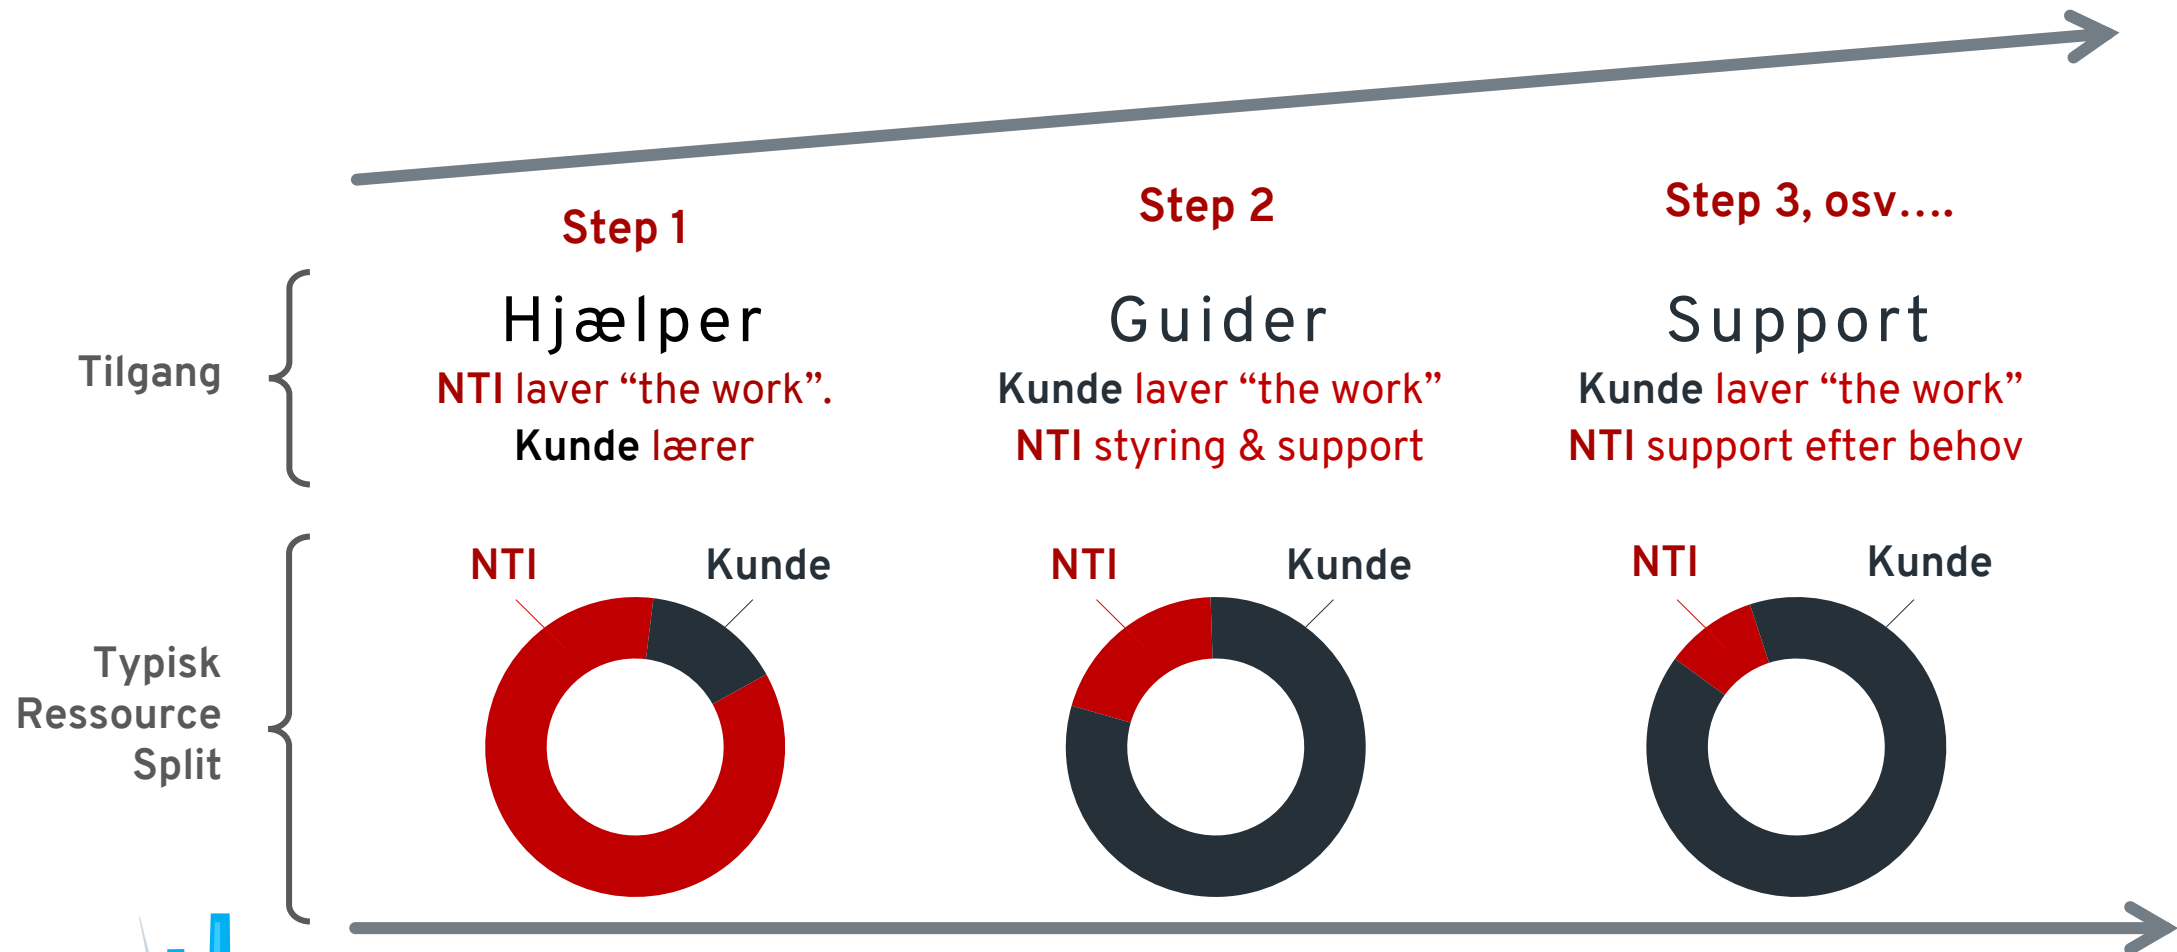 Step 1
Step 2
Step 3, osv....
Tilgang
Hjælper
NTI laver “the work”.
Kunde lærer
Guider
Kunde laver “the work”
NTI styring & support
Support
Kunde laver “the work”
NTI support efter behov
Typisk
Ressource
Split
NTI
Kunde
NTI
Kunde
NTI
Kunde